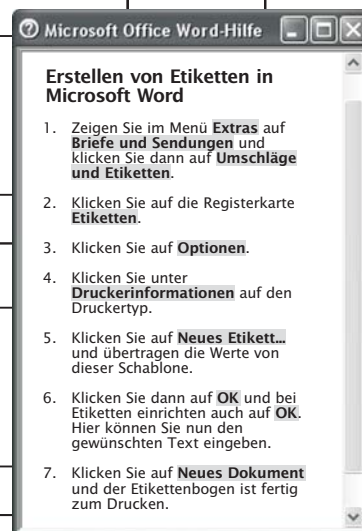 Microsoft Office Word-Hilfe
Erstellen von Etiketten in
Microsoft Word
1. Zeigen Sie im Menü Extras auf
Briefe und Sendungen und
klicken Sie dann auf Umschläge
und Etiketten.
2. Klicken Sie auf die Registerkarte
Etiketten.
3. Klicken Sie auf Optionen.
4. Klicken Sie unter
Druckerinformationen auf den
Druckertyp.
5. Klicken Sie auf Neues Etikett...
und übertragen die Werte von
dieser Schablone.
6. Klicken Sie dann auf OK und bei
Etiketten einrichten auch auf OK.
Hier können Sie nun den
gewünschten Text eingeben.
7. Klicken Sie auf Neues Dokument
und der Etikettenbogen ist fertig
zum Drucken.